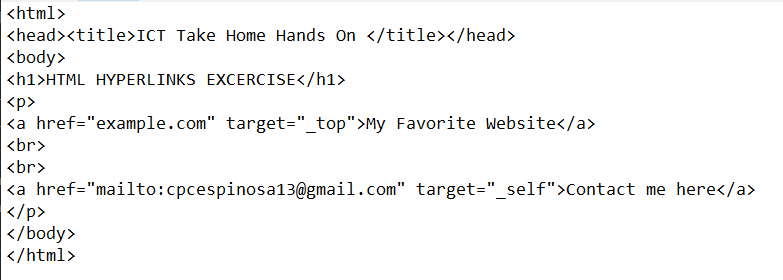 <html>
<head><title>ICT Take Home Hands On </title></head>
<body>
<h1>HTML HYPERLINKS EXCERCISE</h1>
<p>
<a href="example.com" target="_top">My Favorite Website</a>
<br>
<br>
<a href="mailto:cpcespinosa13@gmail.com" target="_self">Contact me here</a>
</p>
</body>
</html>